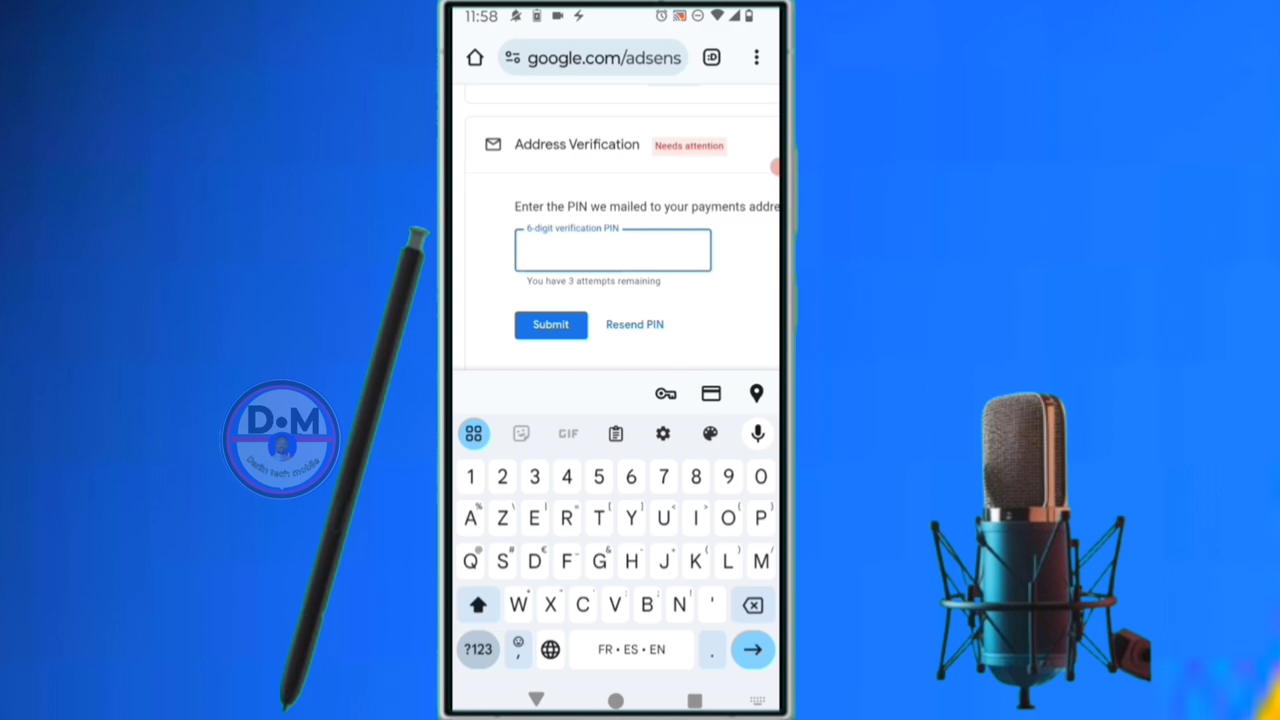 11:58
google.com/adsens
:D
Address Verification
Needs attention
Enter the PIN we mailed to your payments addre
6-digit verification PIN
You have 3 attempts remaining
Submit
Resend PIN
GIF
1 2 3 4 5 6 7 8 9 0
A Z E R T Y U I O P
Q S D F G H J K L M
W X C V B N '
?123 , FR • ES • EN .
D•M
tach mobile